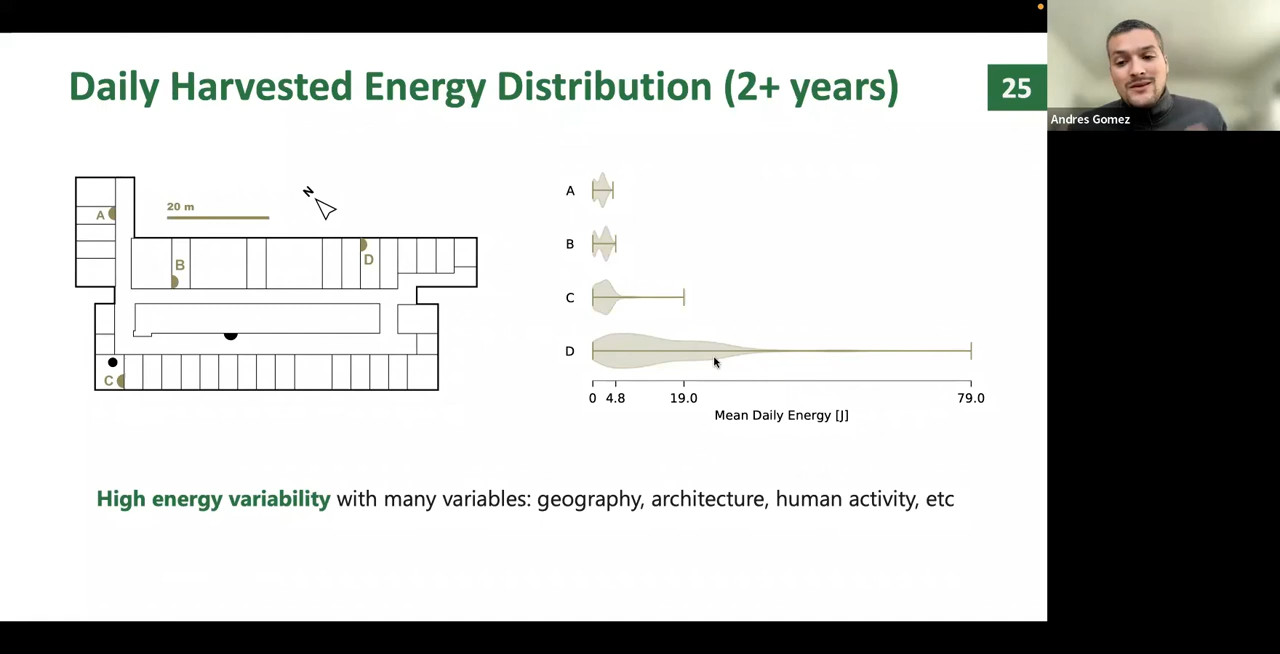 Daily Harvested Energy Distribution (2+ years)
25
Andres Gomez
A
20 m
N
B
D
C
A
B
C
D
0 4.8 19.0 79.0
Mean Daily Energy [J]
High energy variability with many variables: geography, architecture, human activity, etc